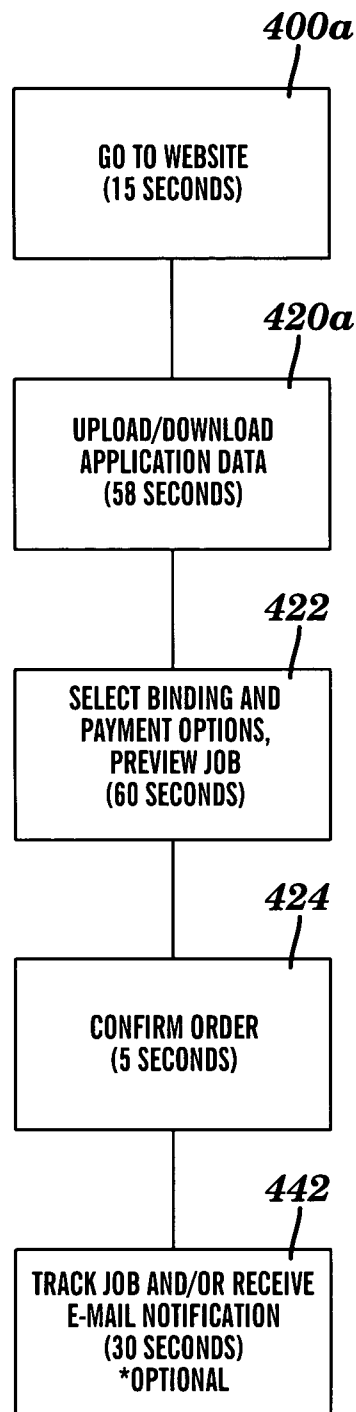 400a
GO TO WEBSITE
(15 SECONDS)
420a
UPLOAD/DOWNLOAD
APPLICATION DATA
(58 SECONDS)
422
SELECT BINDING AND
PAYMENT OPTIONS,
PREVIEW JOB
(60 SECONDS)
424
CONFIRM ORDER
(5 SECONDS)
442
TRACK JOB AND/OR RECEIVE
E-MAIL NOTIFICATION
(30 SECONDS)
*OPTIONAL